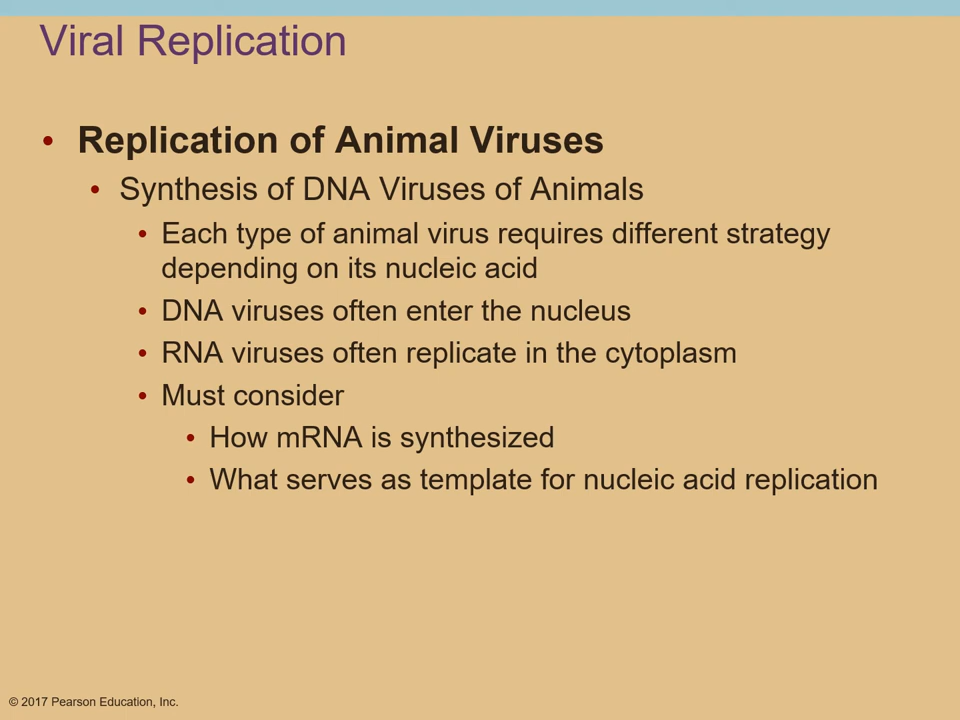 Viral Replication
• Replication of Animal Viruses
• Synthesis of DNA Viruses of Animals
• Each type of animal virus requires different strategy
depending on its nucleic acid
• DNA viruses often enter the nucleus
• RNA viruses often replicate in the cytoplasm
• Must consider
• How mRNA is synthesized
• What serves as template for nucleic acid replication
© 2017 Pearson Education, Inc.